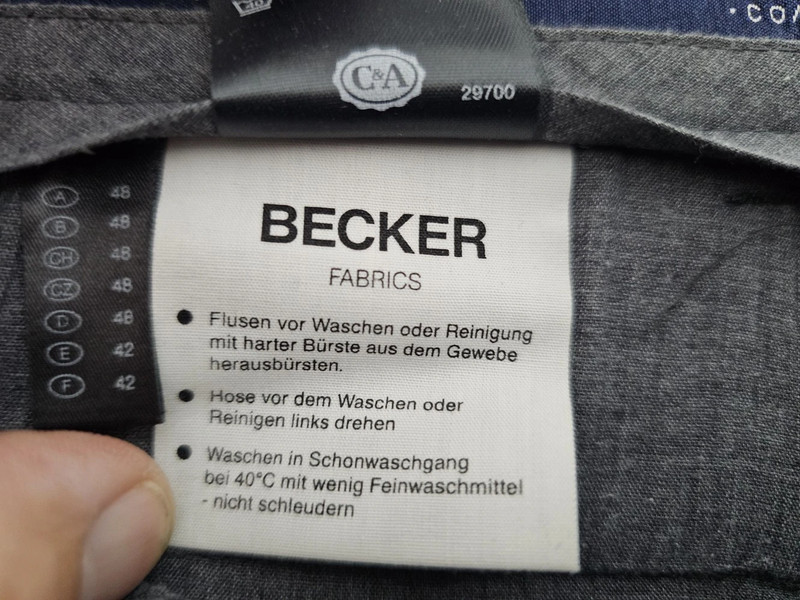 40
·CO
C&A
29700
A 48
B 48
CH 48
CZ 48
D 48
E 42
F 42
BECKER
FABRICS
● Flusen vor Waschen oder Reinigung
mit harter Bürste aus dem Gewebe
herausbürsten.
● Hose vor dem Waschen oder
Reinigen links drehen
● Waschen in Schonwaschgang
bei 40°C mit wenig Feinwaschmittel
- nicht schleudern